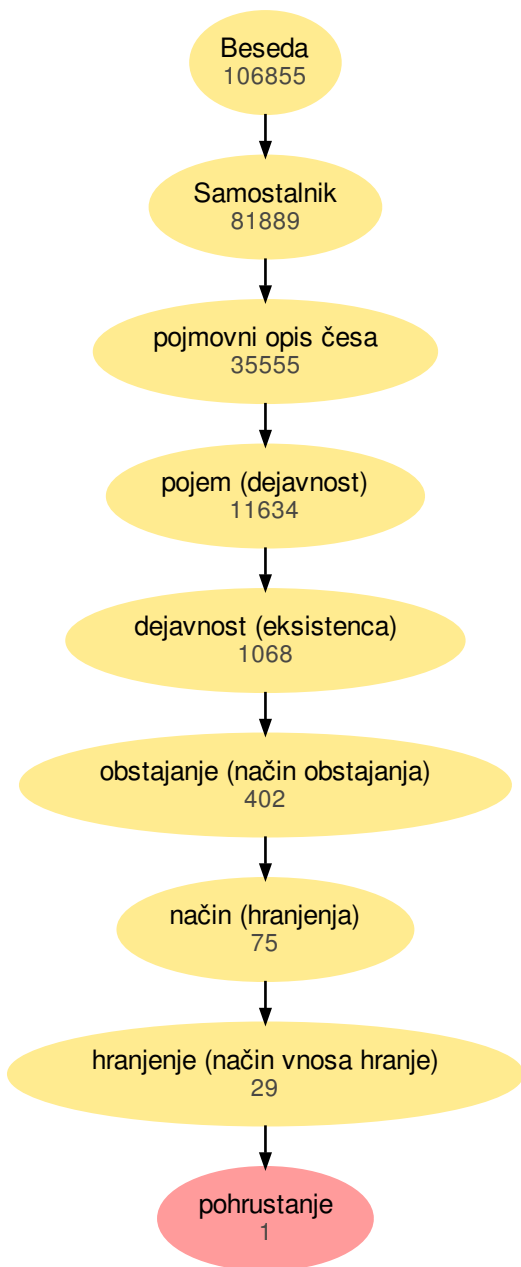 Beseda
106855
Samostalnik
81889
pojmovni opis česa
35555
pojem (dejavnost)
11634
dejavnost (eksistenca)
1068
obstajanje (način obstajanja)
402
način (hranjenja)
75
hranjenje (način vnosa hranje)
29
pohrustanje
1